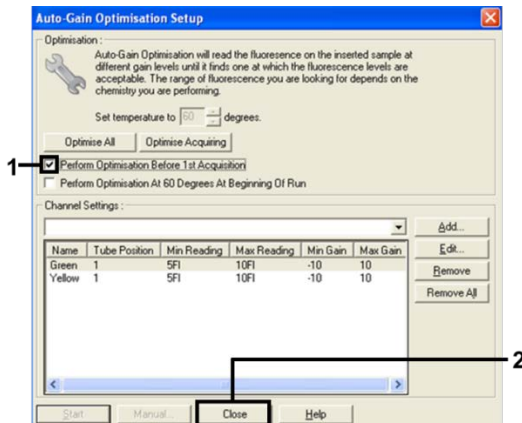 Auto-Gain Optimisation Setup
Optimisation :
Auto-Gain Optimisation will read the fluoresence on the inserted sample at
different gain levels until it finds one at which the fluorescence levels are
acceptable. The range of fluorescence you are looking for depends on the
chemistry you are performing.
Set temperature to 60 degrees.
Optimise All Optimise Acquiring
1 Perform Optimisation Before 1st Acquisition
Perform Optimisation At 60 Degrees At Beginning Of Run
Channel Settings :
Add...
Name Tube Position Min Reading Max Reading Min Gain Max Gain Edit...
Green 1 5Fl 10Fl -10 10
Yellow 1 5Fl 10Fl -10 10 Remove
Remove All
2
Start Manual... Close Help